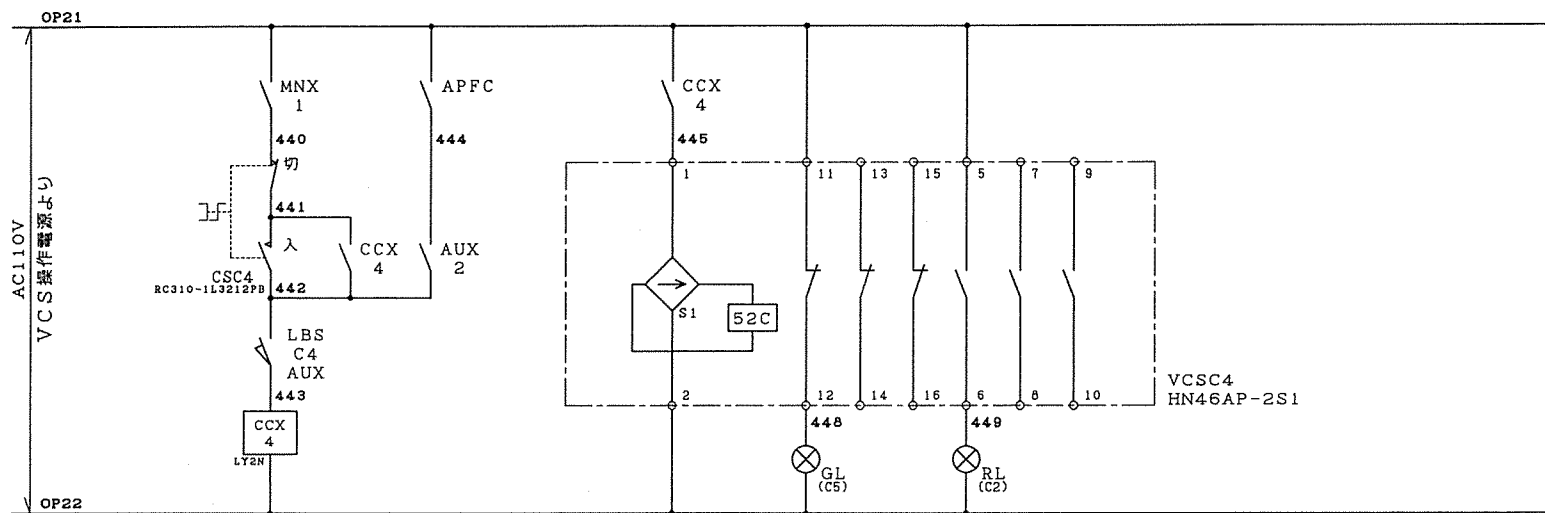 OP21
AC110V
VCS操作電源より
MNX
1
440
切
441
入
CSC4
RC310-1L3212PB
442
CCX
4
APFC
444
AUX
2
LBS
C4
AUX
443
CCX
4
LY2N
CCX
4
445
1
11
13
15
5
7
9
S1
52C
2
12
14
16
6
8
10
VCSC4
HN46AP-2S1
448
449
GL
(C5)
RL
(C2)
OP22